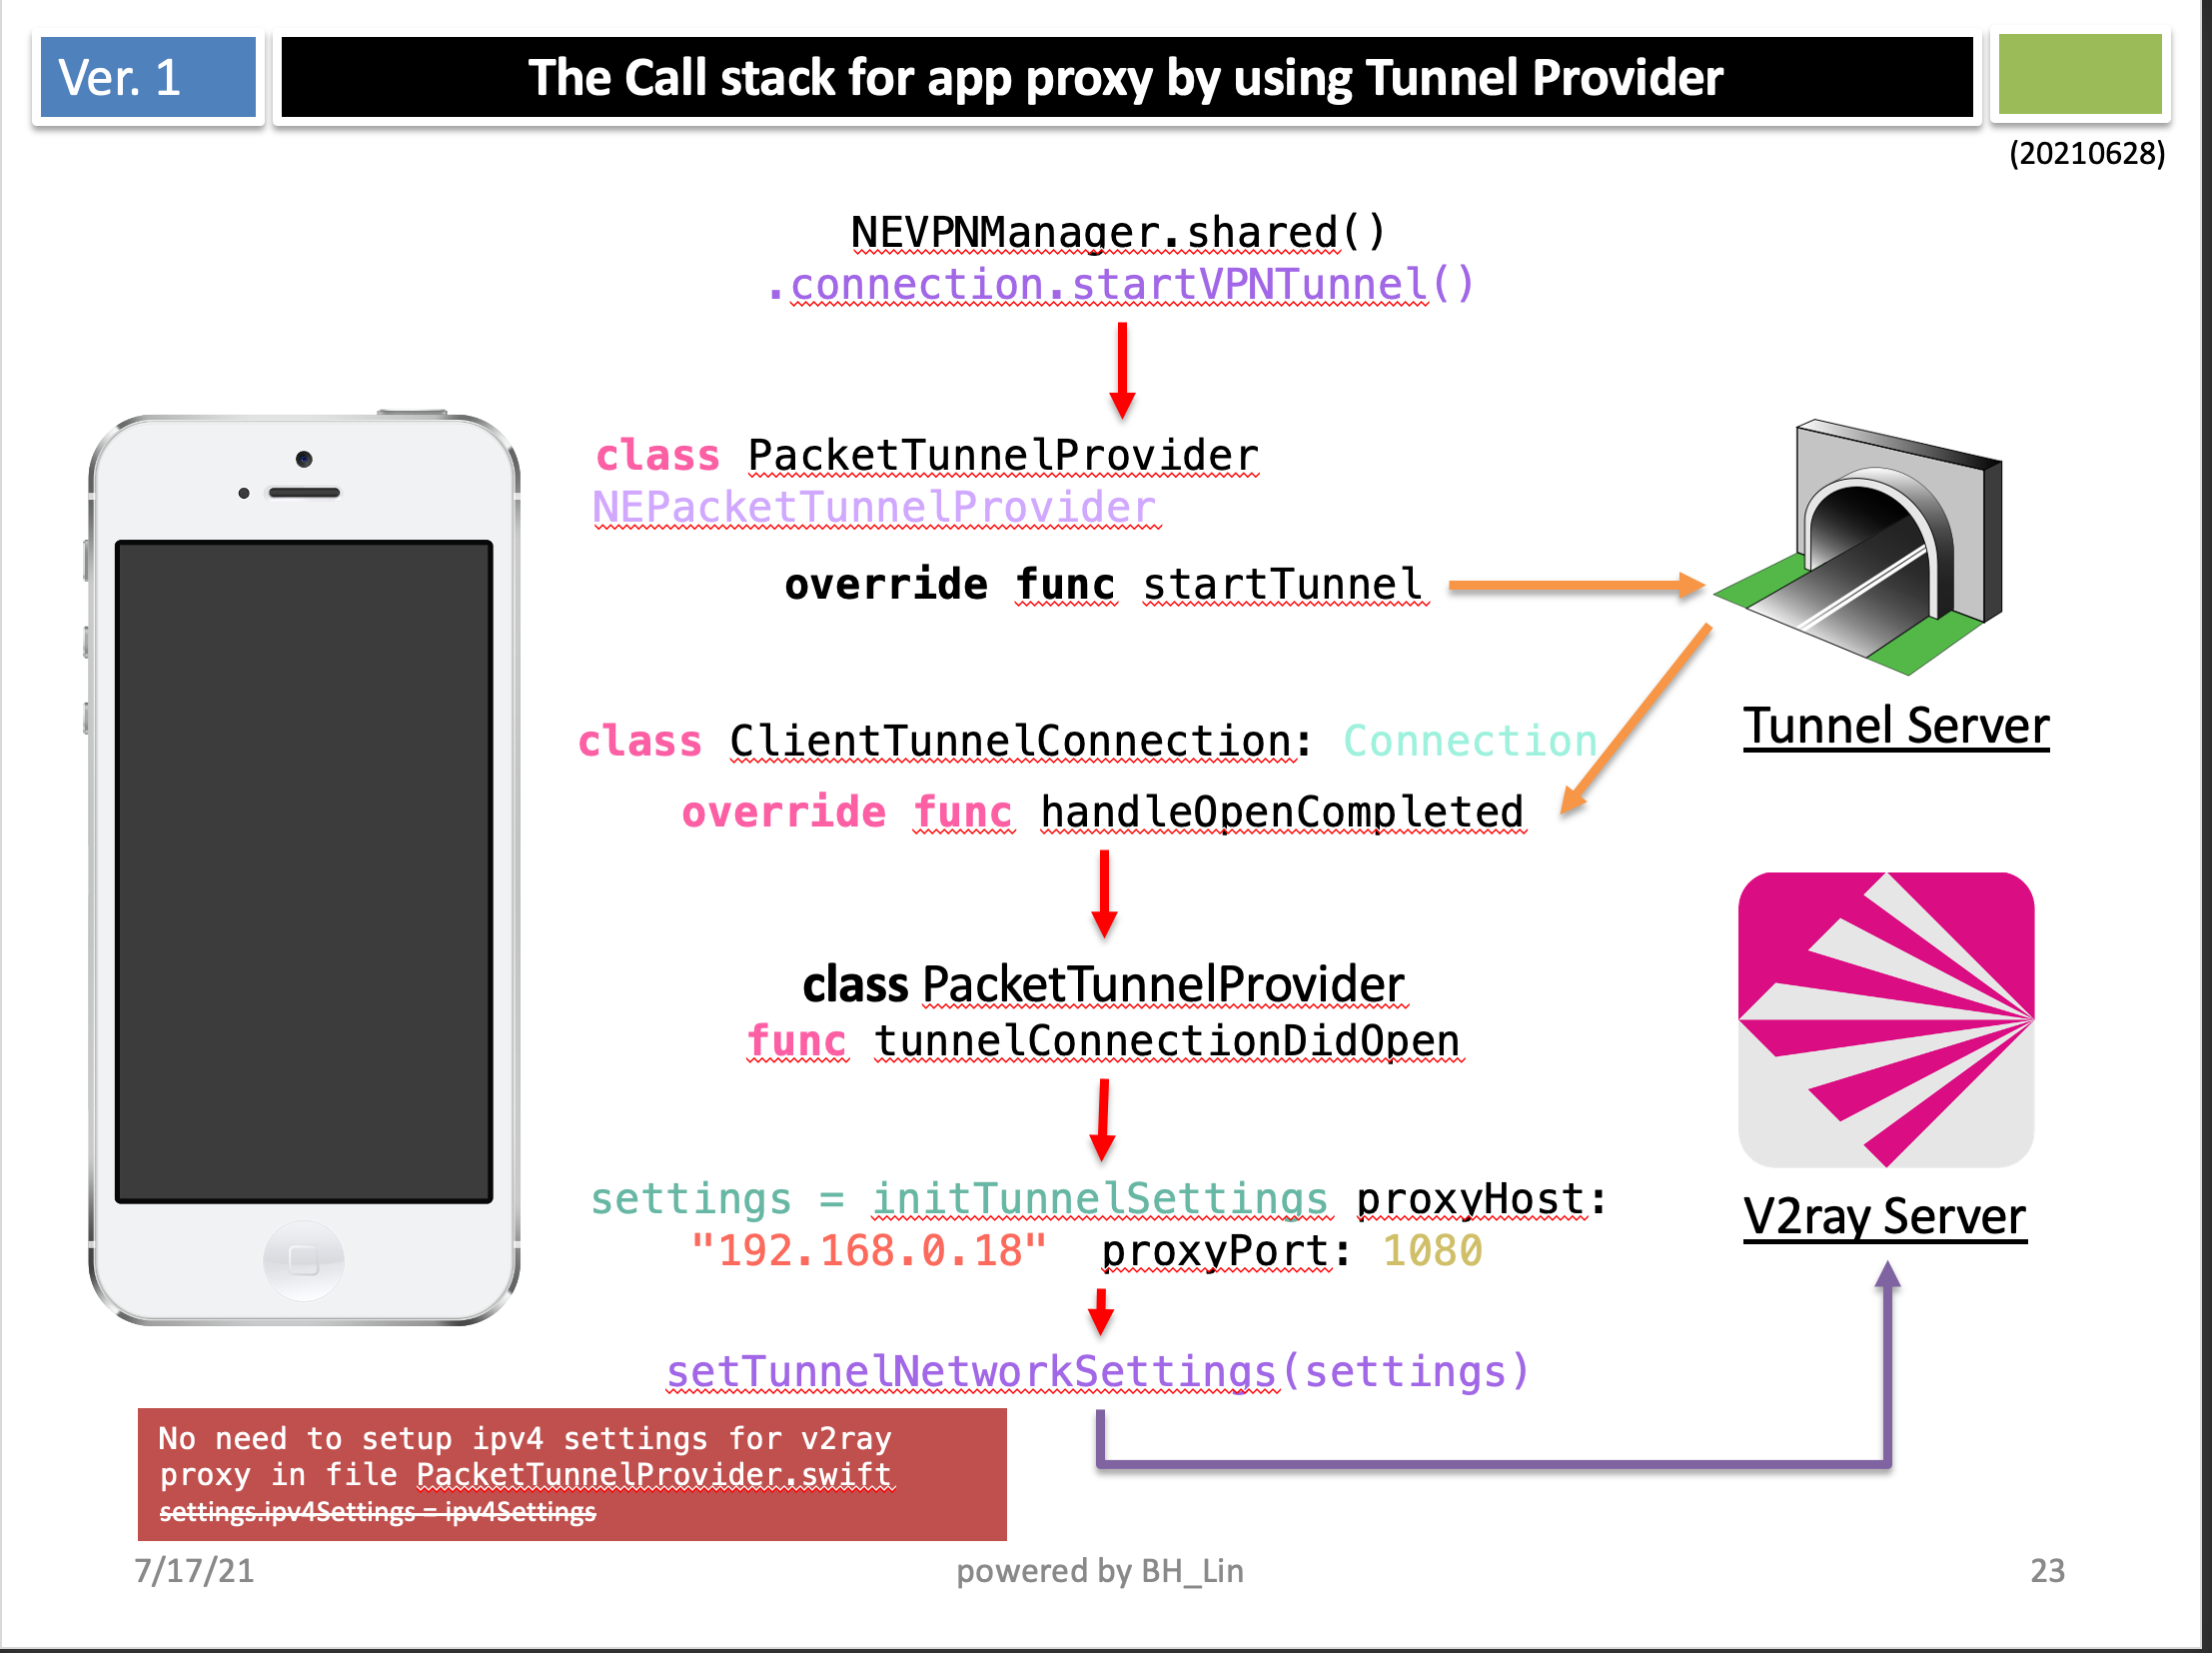 Ver. 1
The Call stack for app proxy by using Tunnel Provider
(20210628)
NEVPNManager.shared()
.connection.startVPNTunnel()
class PacketTunnelProvider
NEPacketTunnelProvider
override func startTunnel
Tunnel Server
class ClientTunnelConnection: Connection
override func handleOpenCompleted
class PacketTunnelProvider
func tunnelConnectionDidOpen
settings = initTunnelSettings proxyHost:
"192.168.0.18" proxyPort: 1080
V2ray Server
setTunnelNetworkSettings(settings)
No need to setup ipv4 settings for v2ray
proxy in file PacketTunnelProvider.swift
settings.ipv4Settings = ipv4Settings
7/17/21
powered by BH_Lin
23